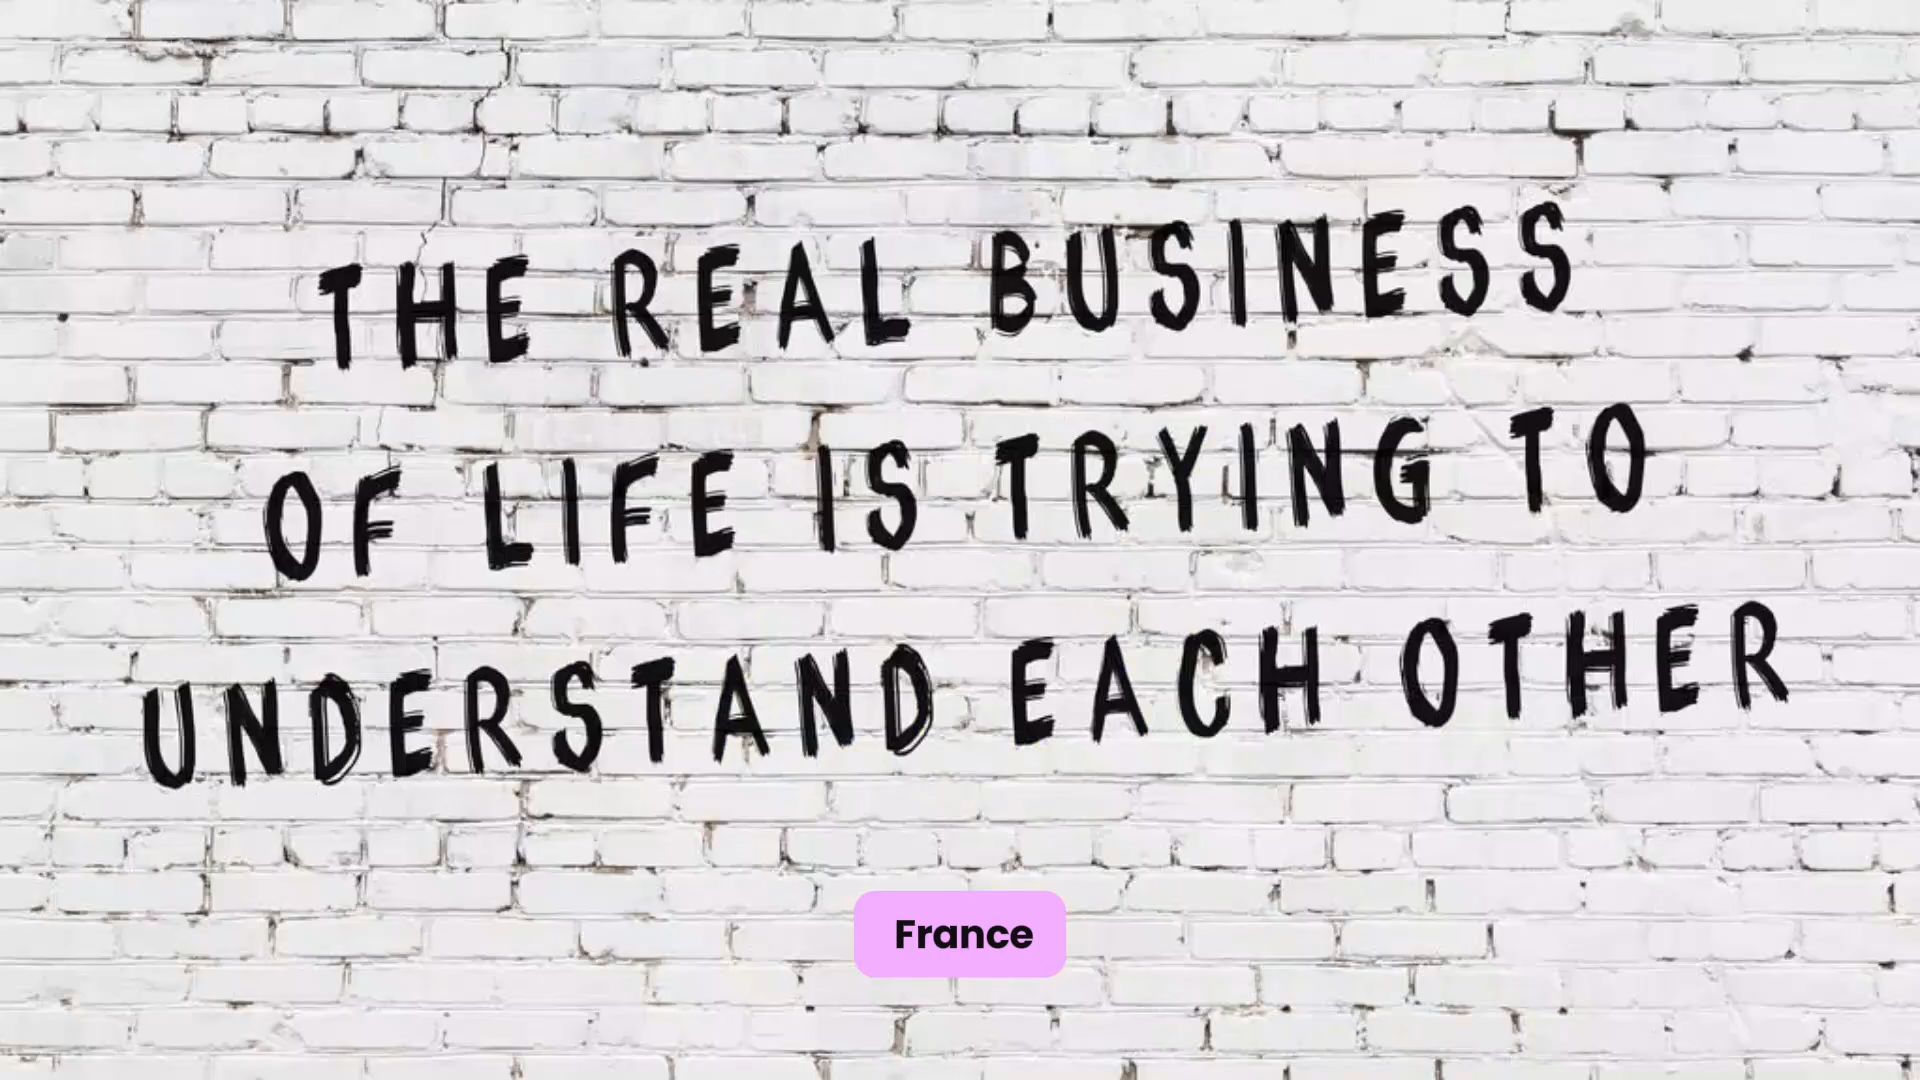 THE REAL BUSINESS
OF LIFE IS TRYING TO
UNDERSTAND EACH OTHER
France